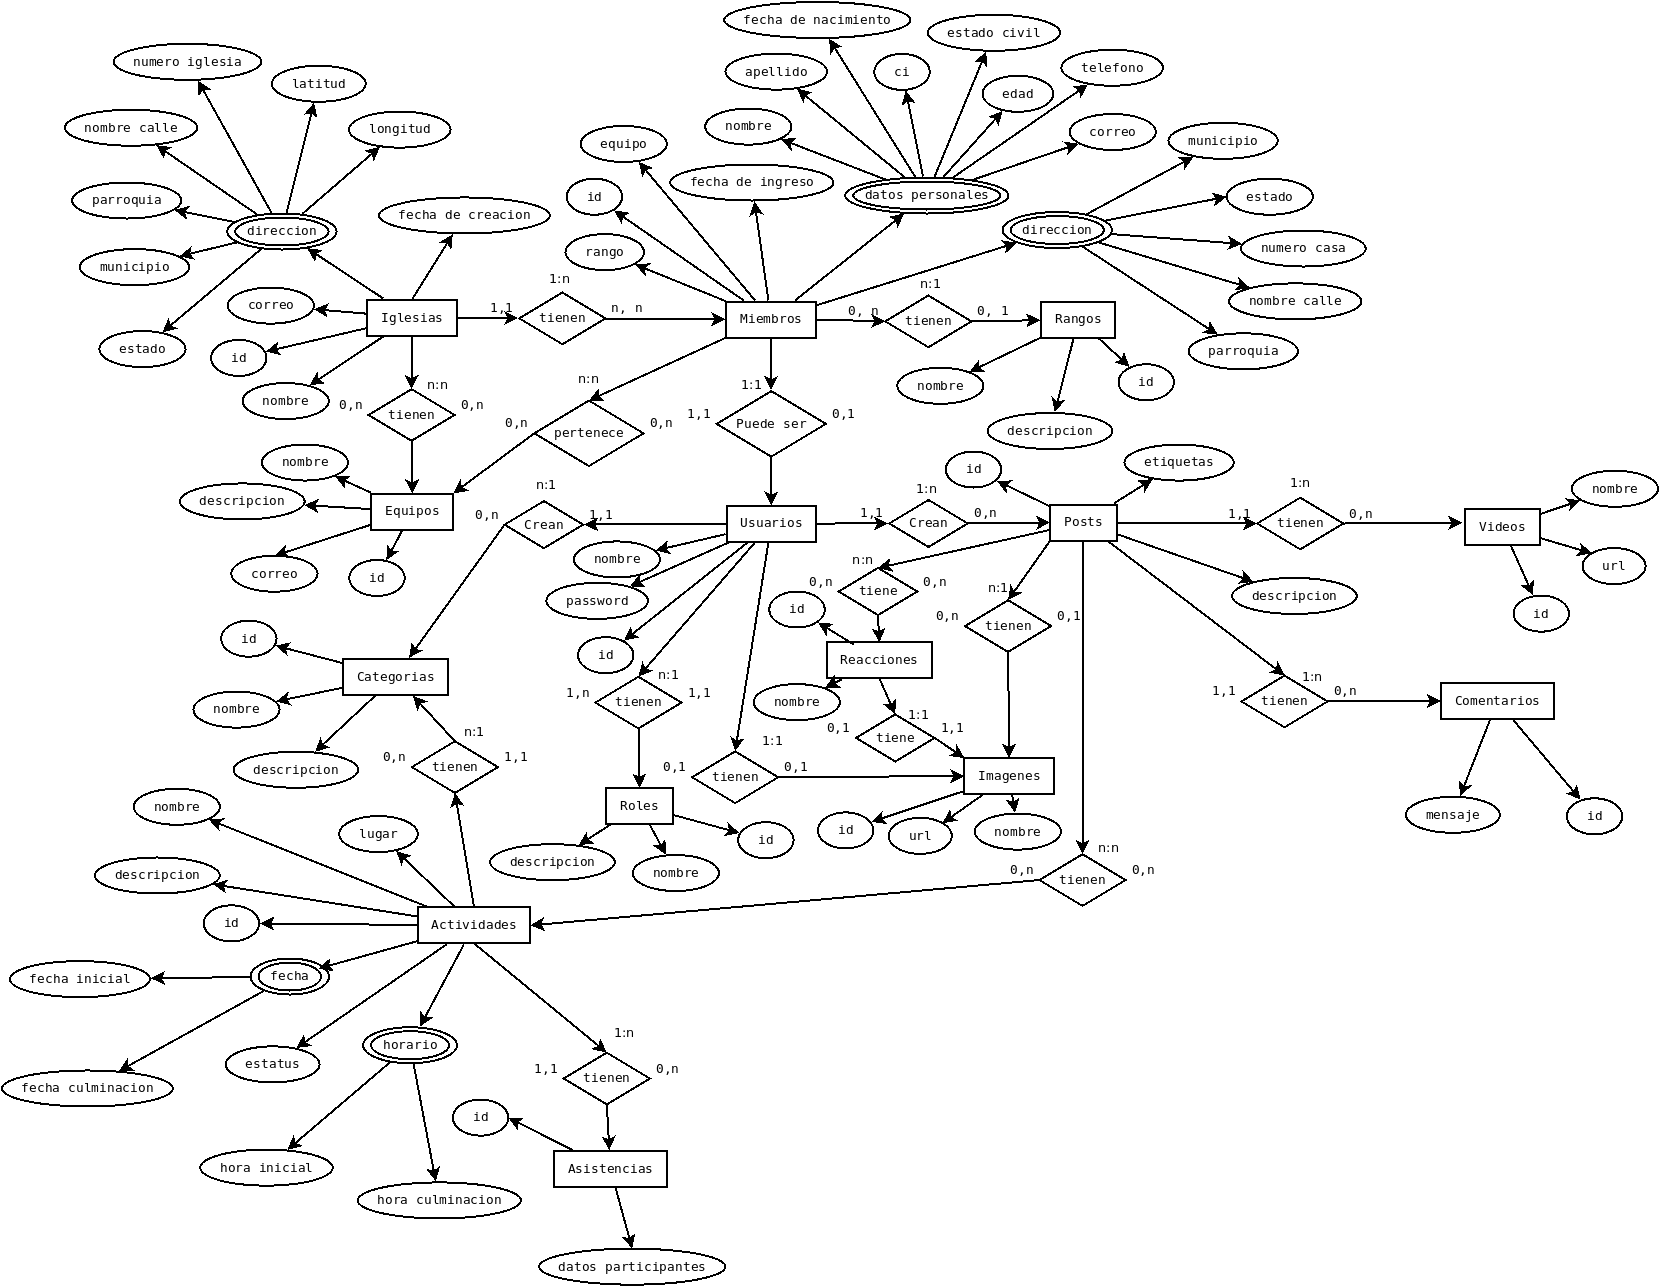 fecha de nacimiento
estado civil
numero iglesia
latitud
apellido
ci
telefono
edad
nombre calle
longitud
nombre
correo
equipo
municipio
fecha de ingreso
id
datos personales
estado
parroquia
fecha de creacion
direccion
direccion
numero casa
rango
municipio
1:n
n:1
nombre calle
correo
1,1
n, n
0, n
0, 1
Iglesias
tienen
Miembros
tienen
Rangos
estado
id
parroquia
n:n
n:n
1:1
nombre
id
nombre
0,n
0,n
tienen
1,1
0,1
0,n
0,n
Puede ser
pertenece
descripcion
nombre
id
etiquetas
n:1
1:n
1:n
nombre
descripcion
Equipos
0,n
1,1
Crean
Usuarios
1,1
0,n
Crean
Posts
1,1
0,n
tienen
Videos
nombre
n:n
url
correo
id
password
0,n
0,n
tiene
n:1
descripcion
id
0,n
0,1
tienen
id
id
id
Reacciones
Categorias
n:1
1:n
nombre
1,n
1,1
tienen
nombre
1,1
0,n
tienen
Comentarios
n:1
1:1
1:1
0,1
1,1
tiene
0,n
1,1
tienen
descripcion
0,1
0,1
tienen
Imagenes
nombre
lugar
Roles
id
url
nombre
id
mensaje
id
descripcion
nombre
n:n
descripcion
0,n
0,n
tienen
id
Actividades
fecha inicial
fecha
1:n
horario
estatus
1,1
0,n
tienen
fecha culminacion
id
hora inicial
Asistencias
hora culminacion
datos participantes